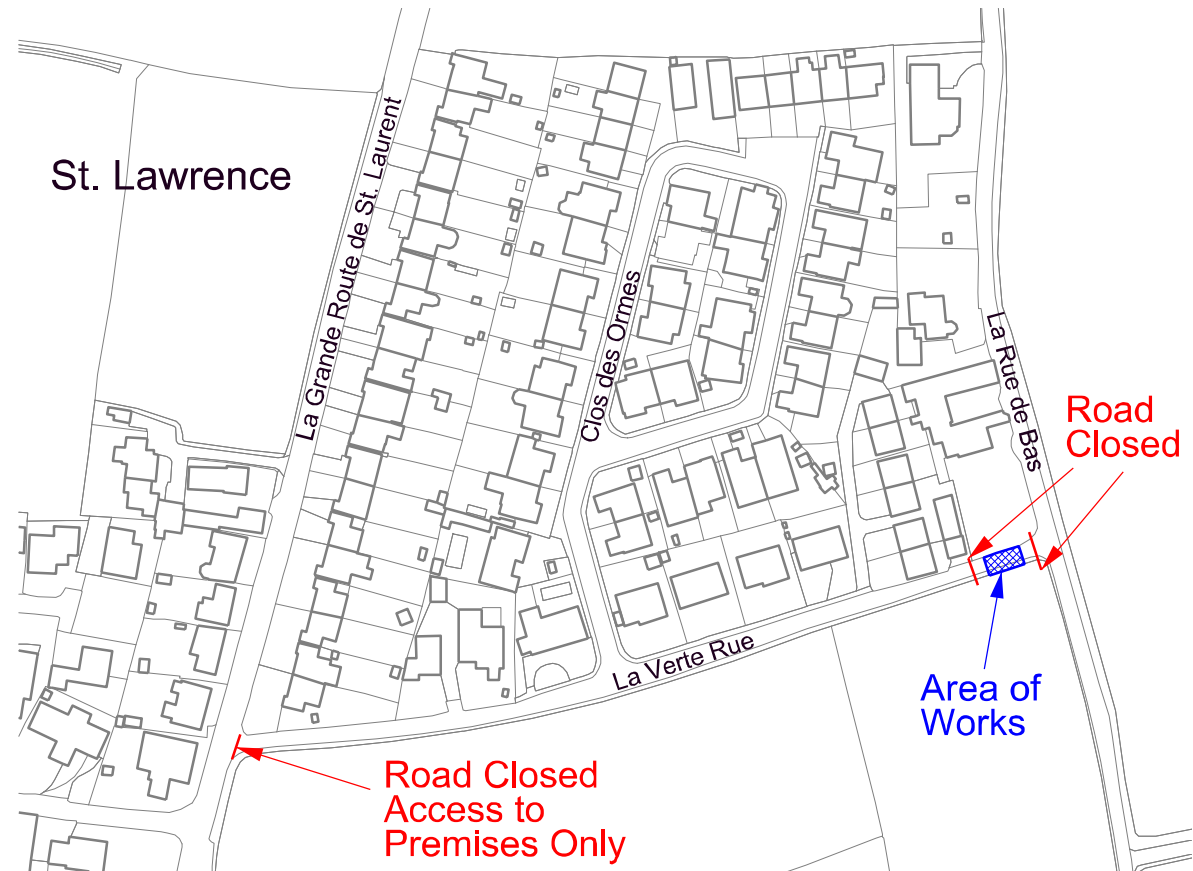 St. Lawrence
La Grande Route de St. Laurent
Clos des Ormes
La Rue de Bas
Road
Closed
La Verte Rue
Area of
Works
Road Closed
Access to
Premises Only